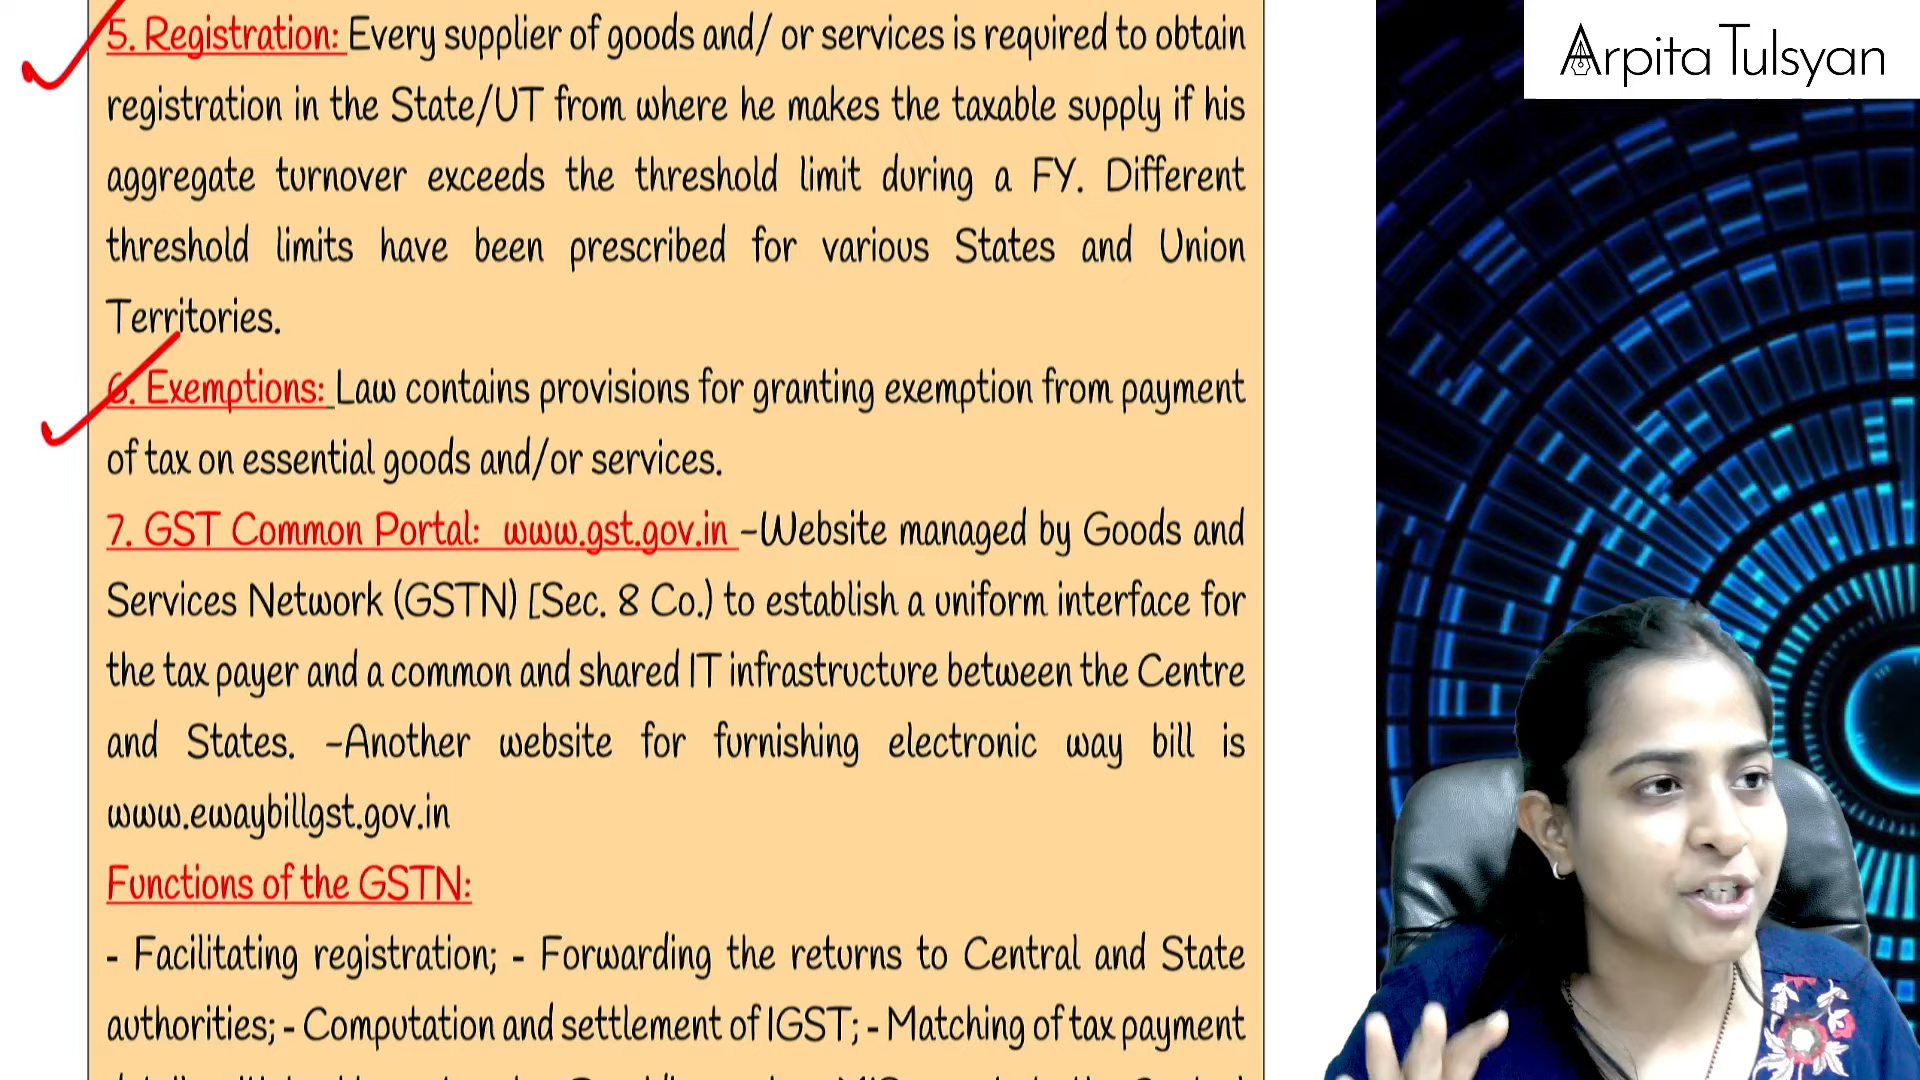 5. Registration: Every supplier of goods and/ or services is required to obtain
registration in the State/UT from where he makes the taxable supply if his
aggregate turnover exceeds the threshold limit during a FY. Different
threshold limits have been prescribed for various States and Union
Territories.
6. Exemptions: Law contains provisions for granting exemption from payment
of tax on essential goods and/or services.
7. GST Common Portal: www.gst.gov.in -Website managed by Goods and
Services Network (GSTN) [Sec. 8 Co.) to establish a uniform interface for
the tax payer and a common and shared IT infrastructure between the Centre
and States. -Another website for furnishing electronic way bill is
www.ewaybillgst.gov.in
Functions of the GSTN:
- Facilitating registration; - Forwarding the returns to Central and State
authorities; - Computation and settlement of IGST; - Matching of tax payment
Arpita Tulsyan